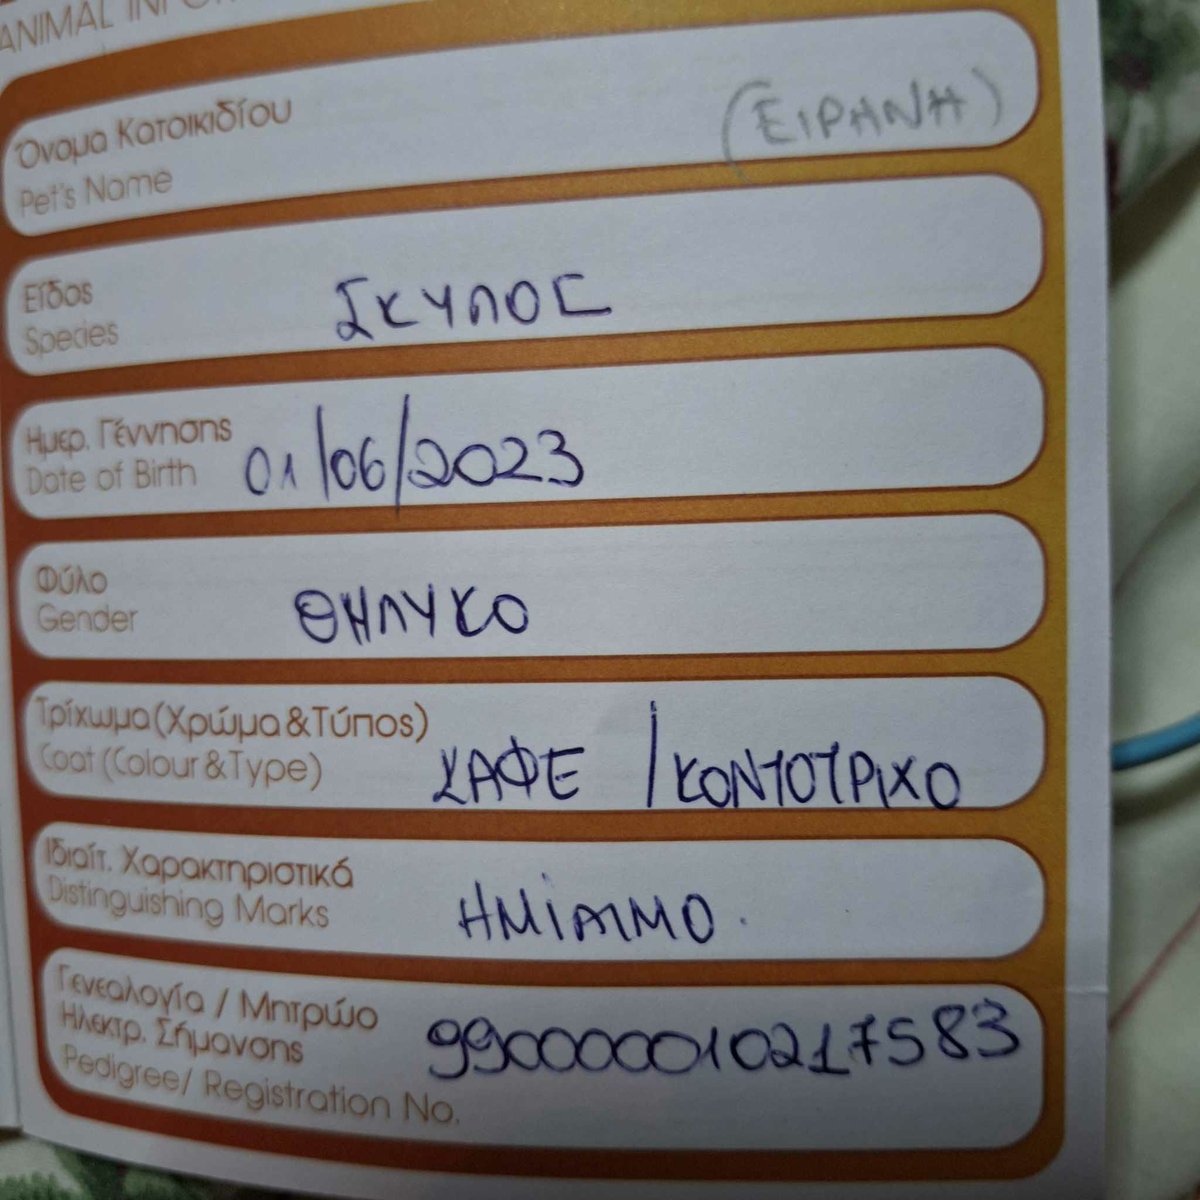 ANIMAL INFOR
Όνομα Κατοικιδίου
(ΕΙΡΗΝΗ)
Pet's Name
Είδος
ΣΚΥΛΟΣ
Species
Ημερ. Γέννησης
01/06/2023
Date of Birth
Φύλο
ΘΗΛΥΚΟ
Gender
Τρίχωμα (Χρώμα & Τύπος)
ΚΑΦΕ / ΚΟΝΤΟΤΡΙΧΟ
Coat (Colour & Type)
Ιδιαίτ. Χαρακτηριστικά
ΗΜΙΑΙΜΟ.
Distinguishing Marks
Γενεαλογία / Μητρώο
Ηλεκτρ. Σήμανσης
990000010217583
Pedigree/ Registration No.